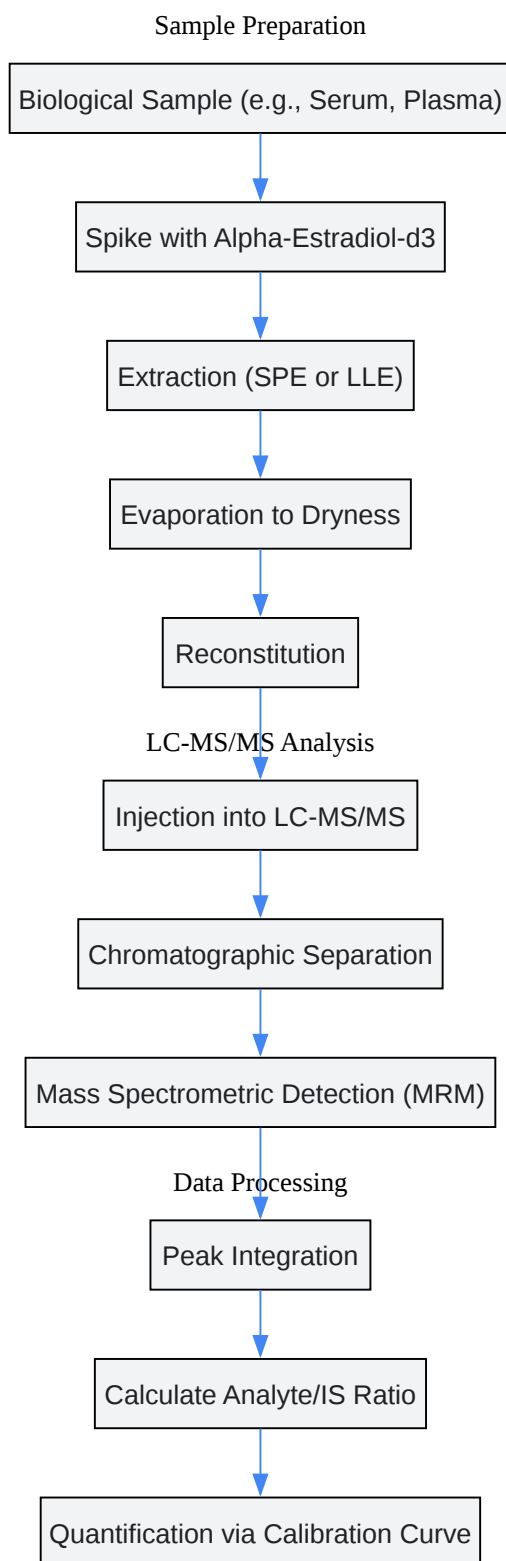 Sample Preparation
Biological Sample (e.g., Serum, Plasma)
Spike with Alpha-Estradiol-d3
Extraction (SPE or LLE)
Evaporation to Dryness
Reconstitution
LC-MS/MS Analysis
Injection into LC-MS/MS
Chromatographic Separation
Mass Spectrometric Detection (MRM)
Data Processing
Peak Integration
Calculate Analyte/IS Ratio
Quantification via Calibration Curve